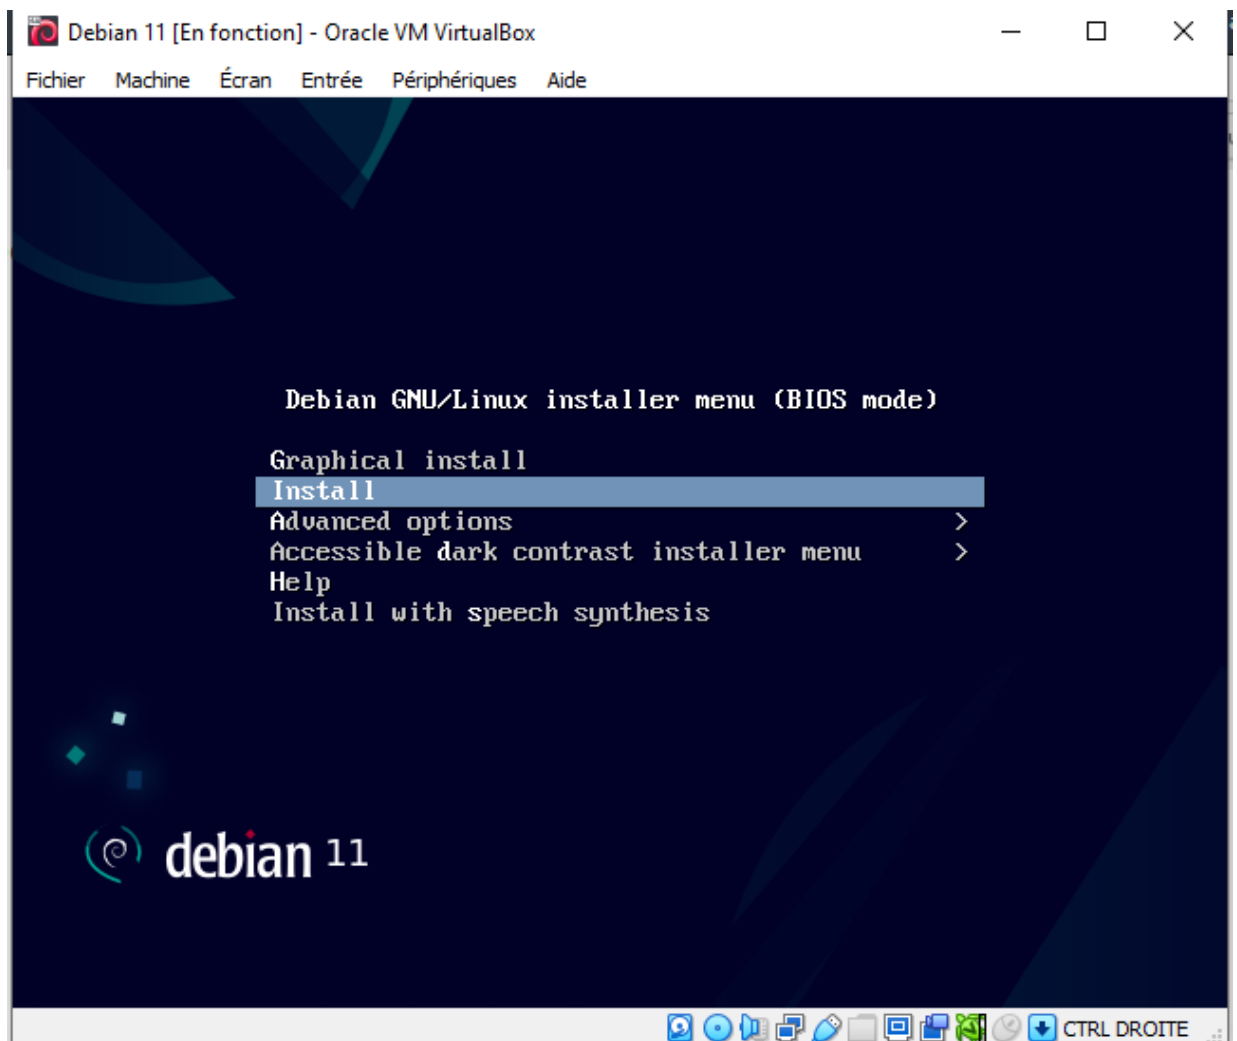 Debian 11 [En fonction] - Oracle VM VirtualBox
Fichier Machine Écran Entrée Périphériques Aide
Debian GNU/Linux installer menu (BIOS mode)
Graphical install
Install
Advanced options >
Accessible dark contrast installer menu >
Help
Install with speech synthesis
debian 11
CTRL DROITE